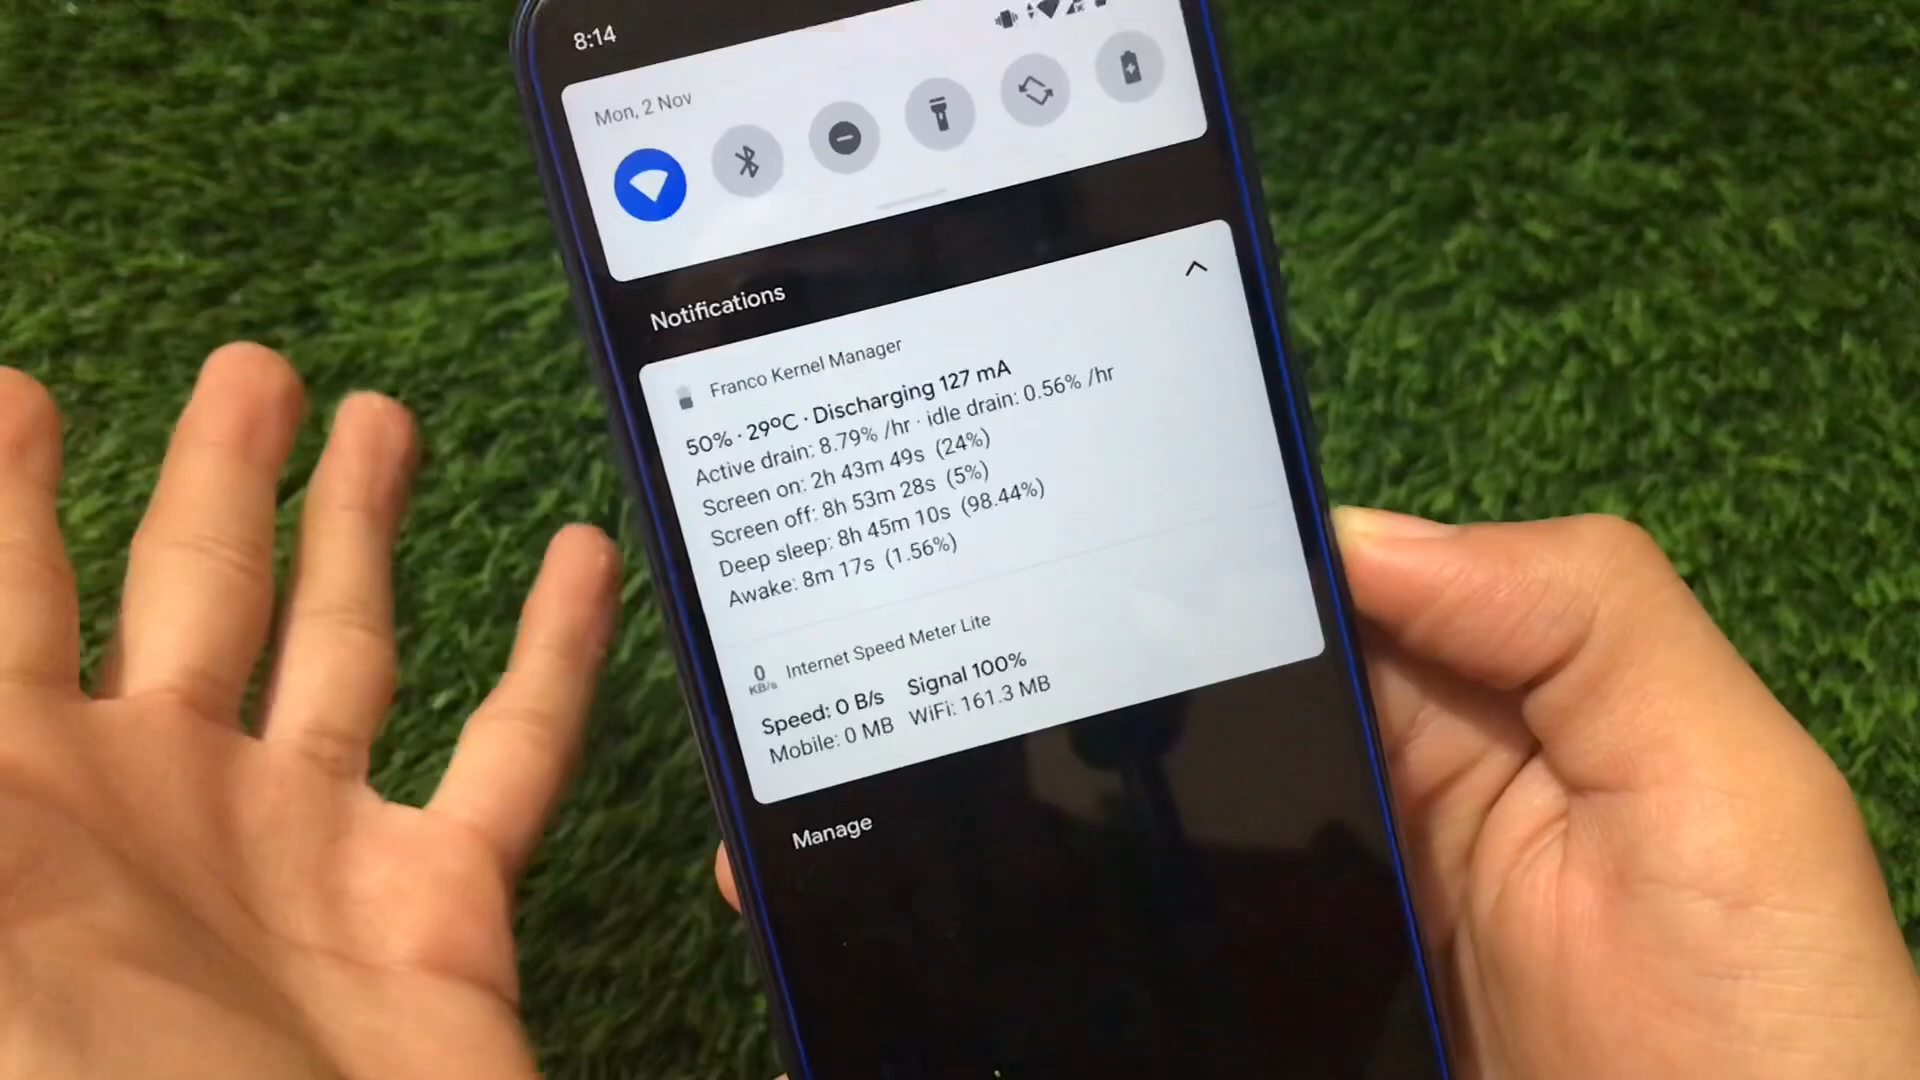 8:14
Mon, 2 Nov
Notifications
Franco Kernel Manager
50% · 29ºC · Discharging 127 mA
Active drain: 8.79% /hr · idle drain: 0.56% /hr
Screen on: 2h 43m 49s (24%)
Screen off: 8h 53m 28s (5%)
Deep sleep: 8h 45m 10s (98.44%)
Awake: 8m 17s (1.56%)
0 KB/s Internet Speed Meter Lite
Speed: 0 B/s Signal 100%
Mobile: 0 MB WiFi: 161.3 MB
Manage